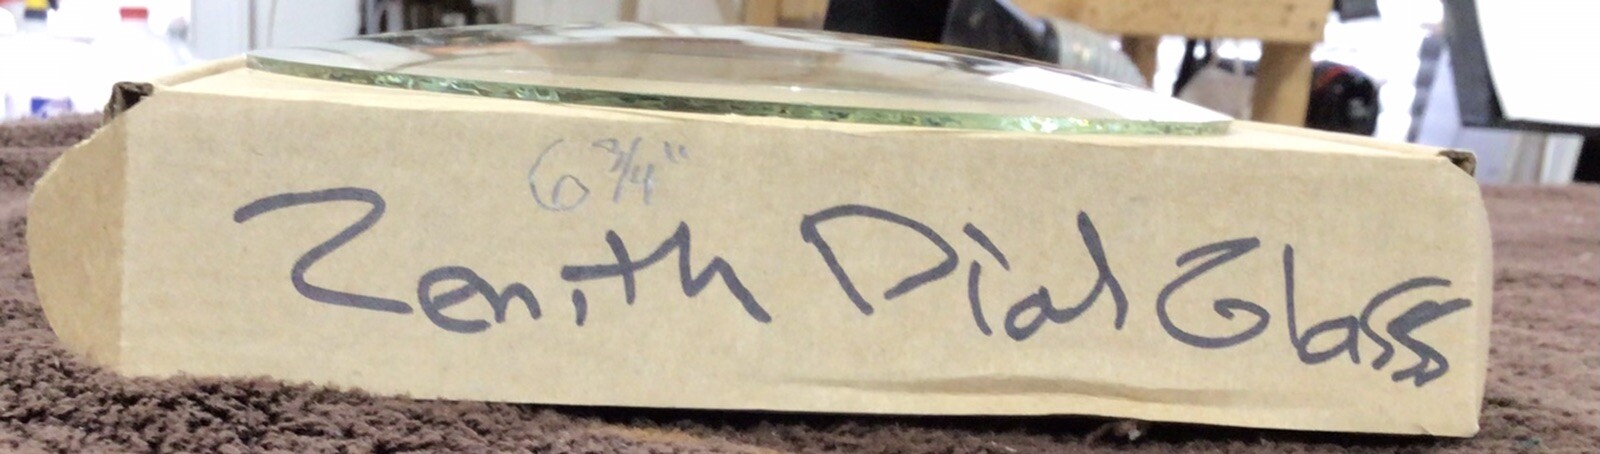 6 3/4"
Zenith Dial Glass